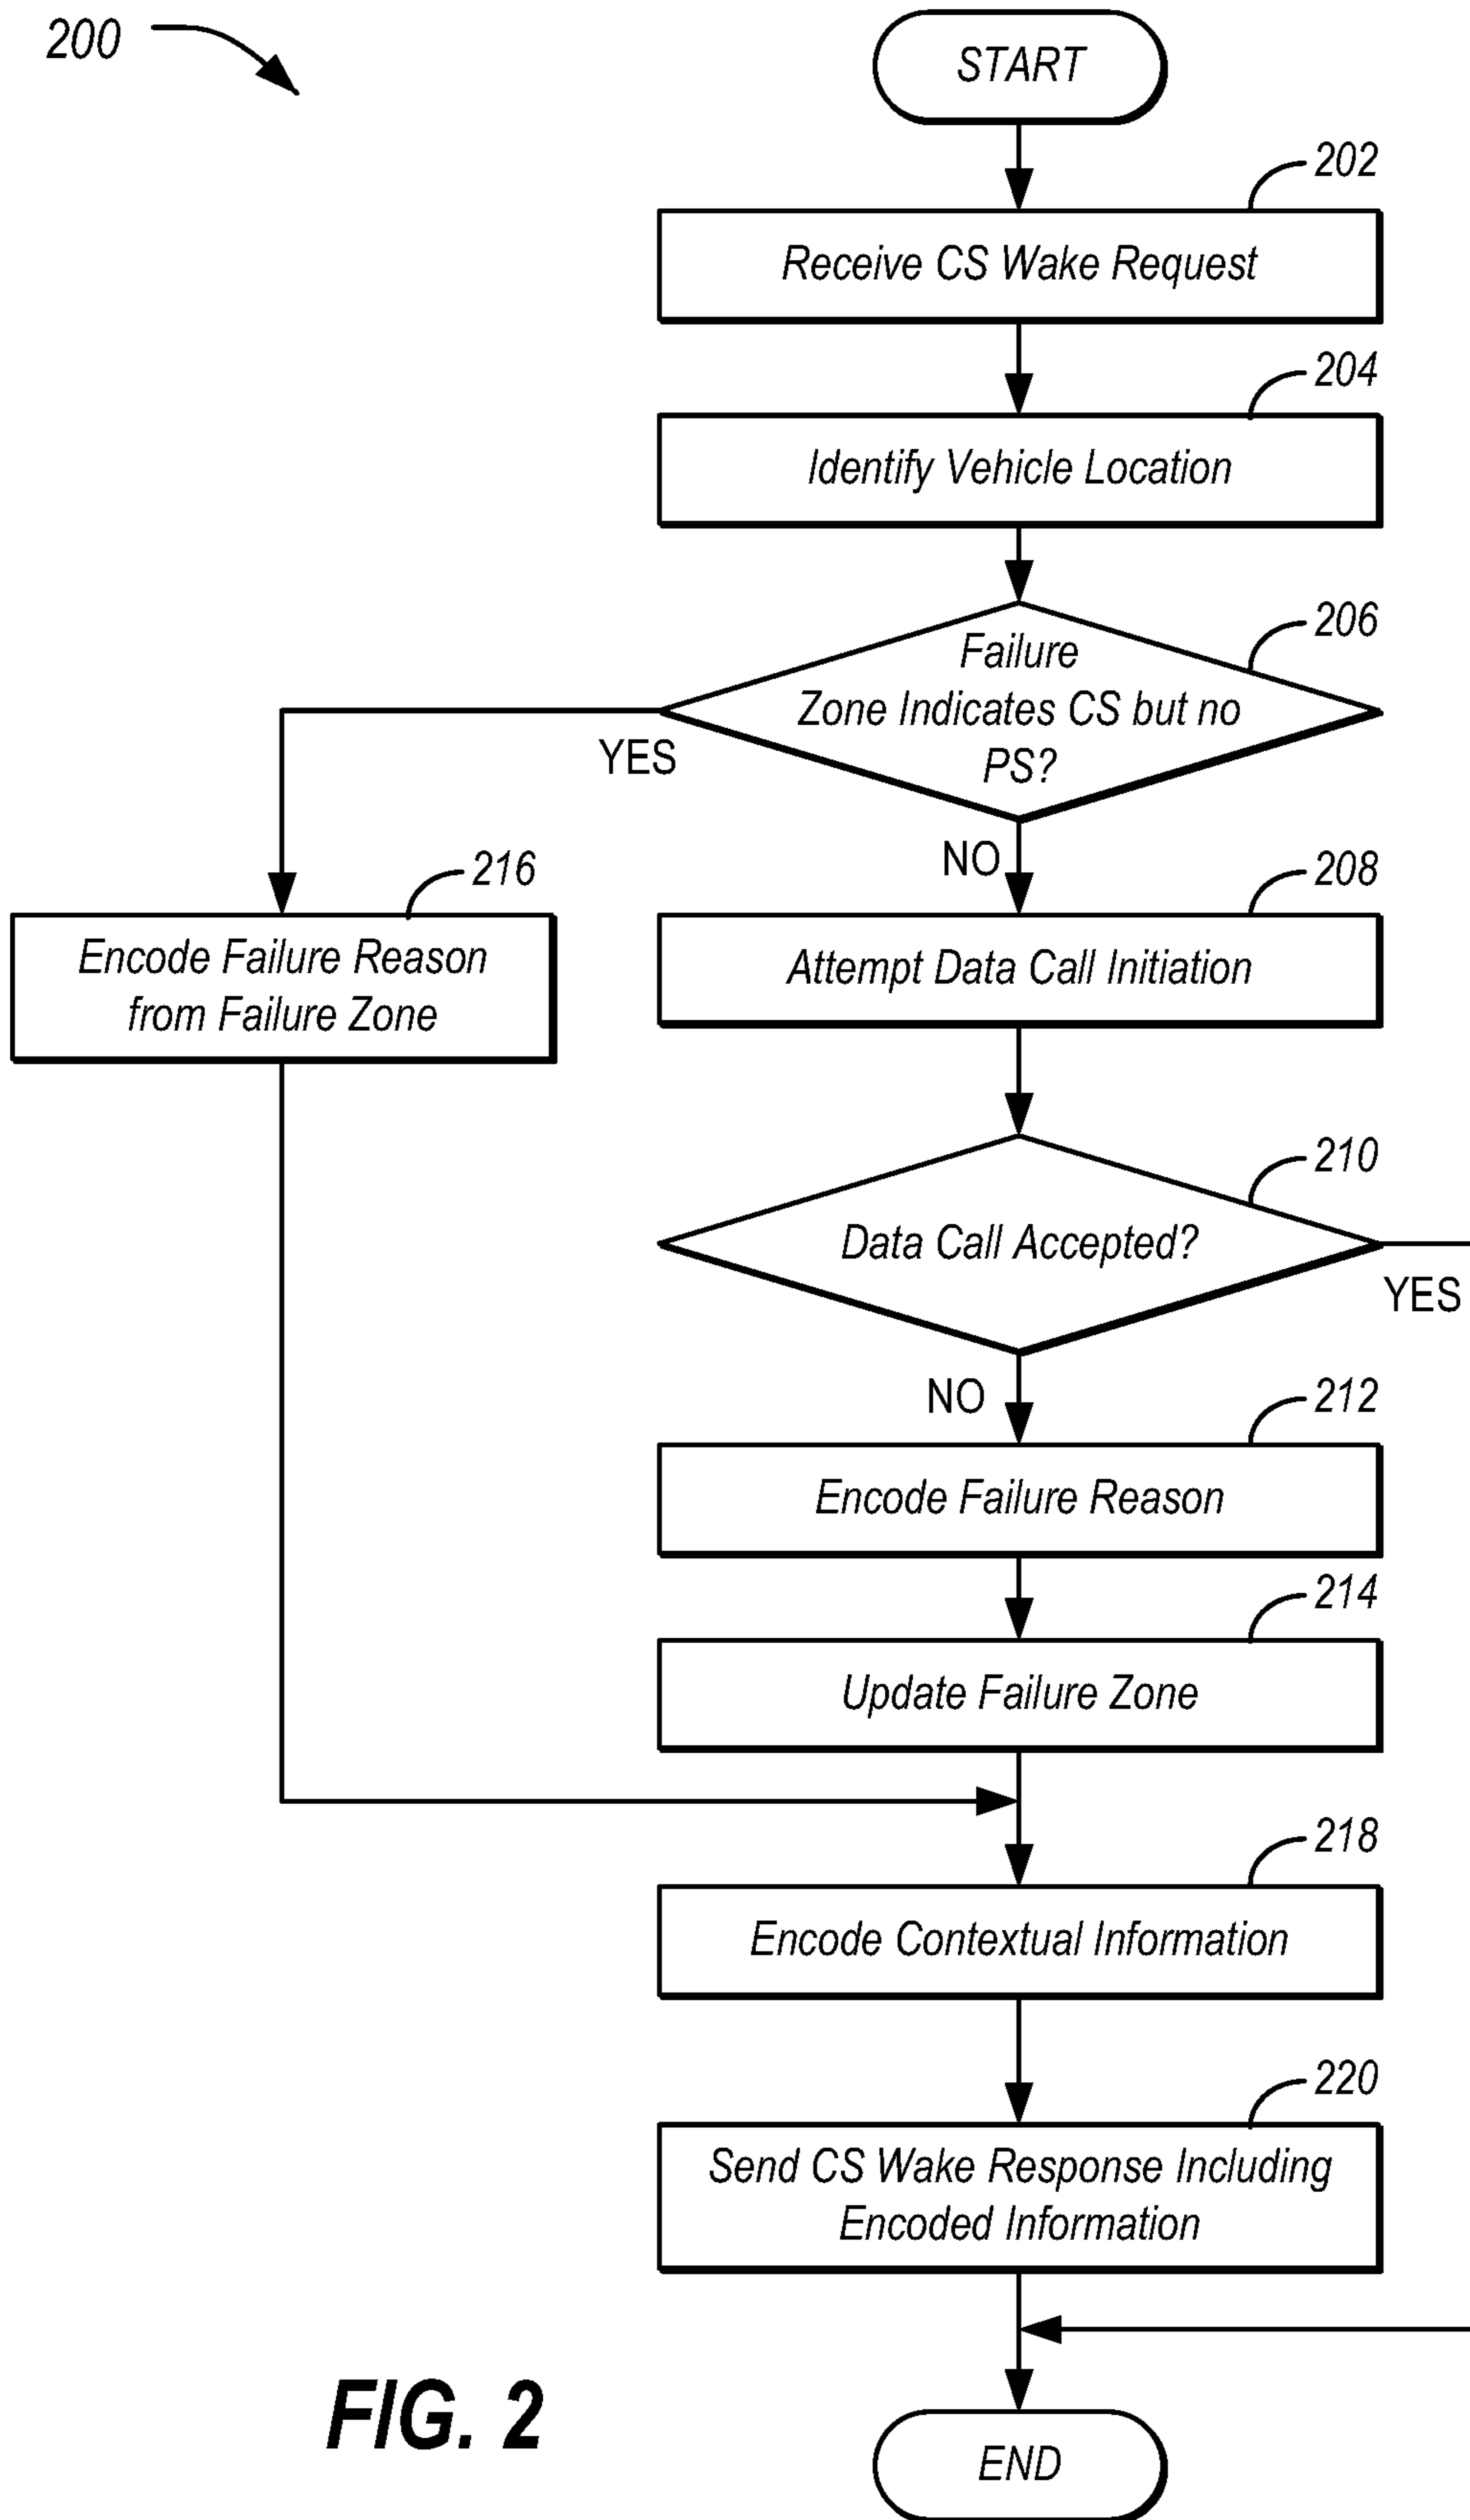 200
START
202
Receive CS Wake Request
204
Identify Vehicle Location
206
Failure
Zone Indicates CS but no
PS?
YES
NO
216
Encode Failure Reason
from Failure Zone
208
Attempt Data Call Initiation
210
Data Call Accepted?
YES
NO
212
Encode Failure Reason
214
Update Failure Zone
218
Encode Contextual Information
220
Send CS Wake Response Including
Encoded Information
FIG. 2
END